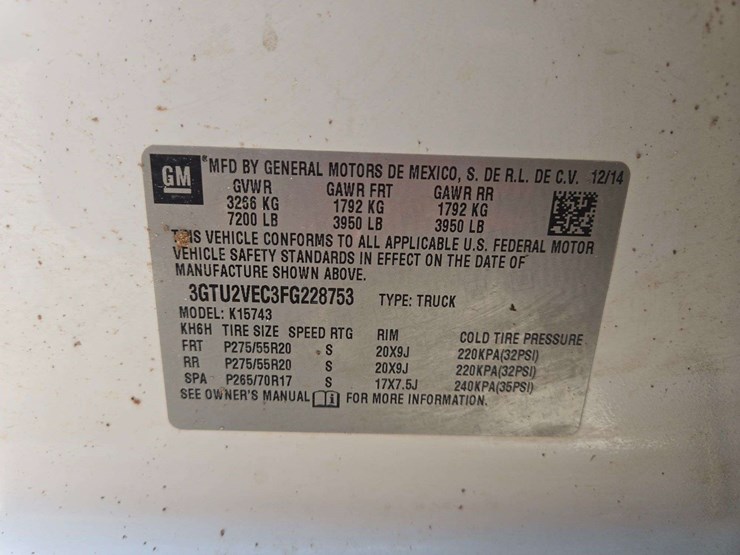 GM
*MFD BY GENERAL MOTORS DE MEXICO, S. DE R.L. DE C.V. 12/14
GVWR GAWR FRT GAWR RR
3266 KG 1792 KG 1792 KG
7200 LB 3950 LB 3950 LB
THIS VEHICLE CONFORMS TO ALL APPLICABLE U.S. FEDERAL MOTOR
VEHICLE SAFETY STANDARDS IN EFFECT ON THE DATE OF
MANUFACTURE SHOWN ABOVE.
3GTU2VEC3FG228753 TYPE: TRUCK
MODEL: K15743
KH6H TIRE SIZE SPEED RTG RIM COLD TIRE PRESSURE
FRT P275/55R20 S 20X9J 220KPA(32PSI)
RR P275/55R20 S 20X9J 220KPA(32PSI)
SPA P265/70R17 S 17X7.5J 240KPA(35PSI)
SEE OWNER'S MANUAL i FOR MORE INFORMATION.